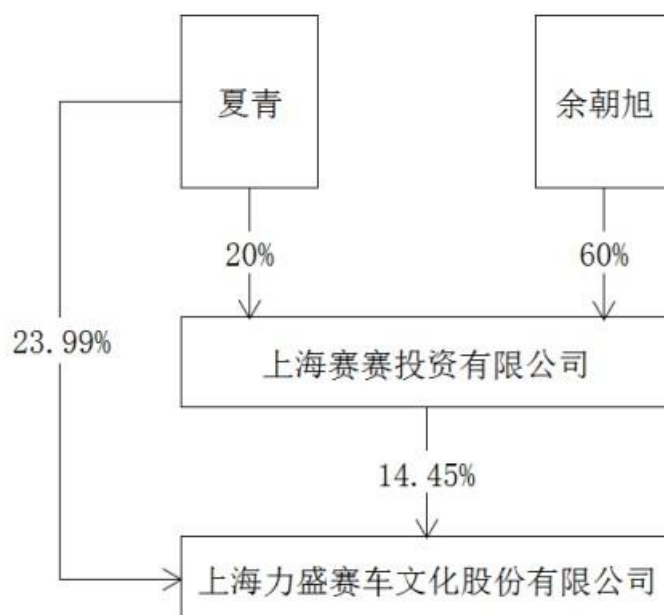 夏青
余朝旭
20%
60%
23.99%
上海赛赛投资有限公司
14.45%
上海力盛赛车文化股份有限公司